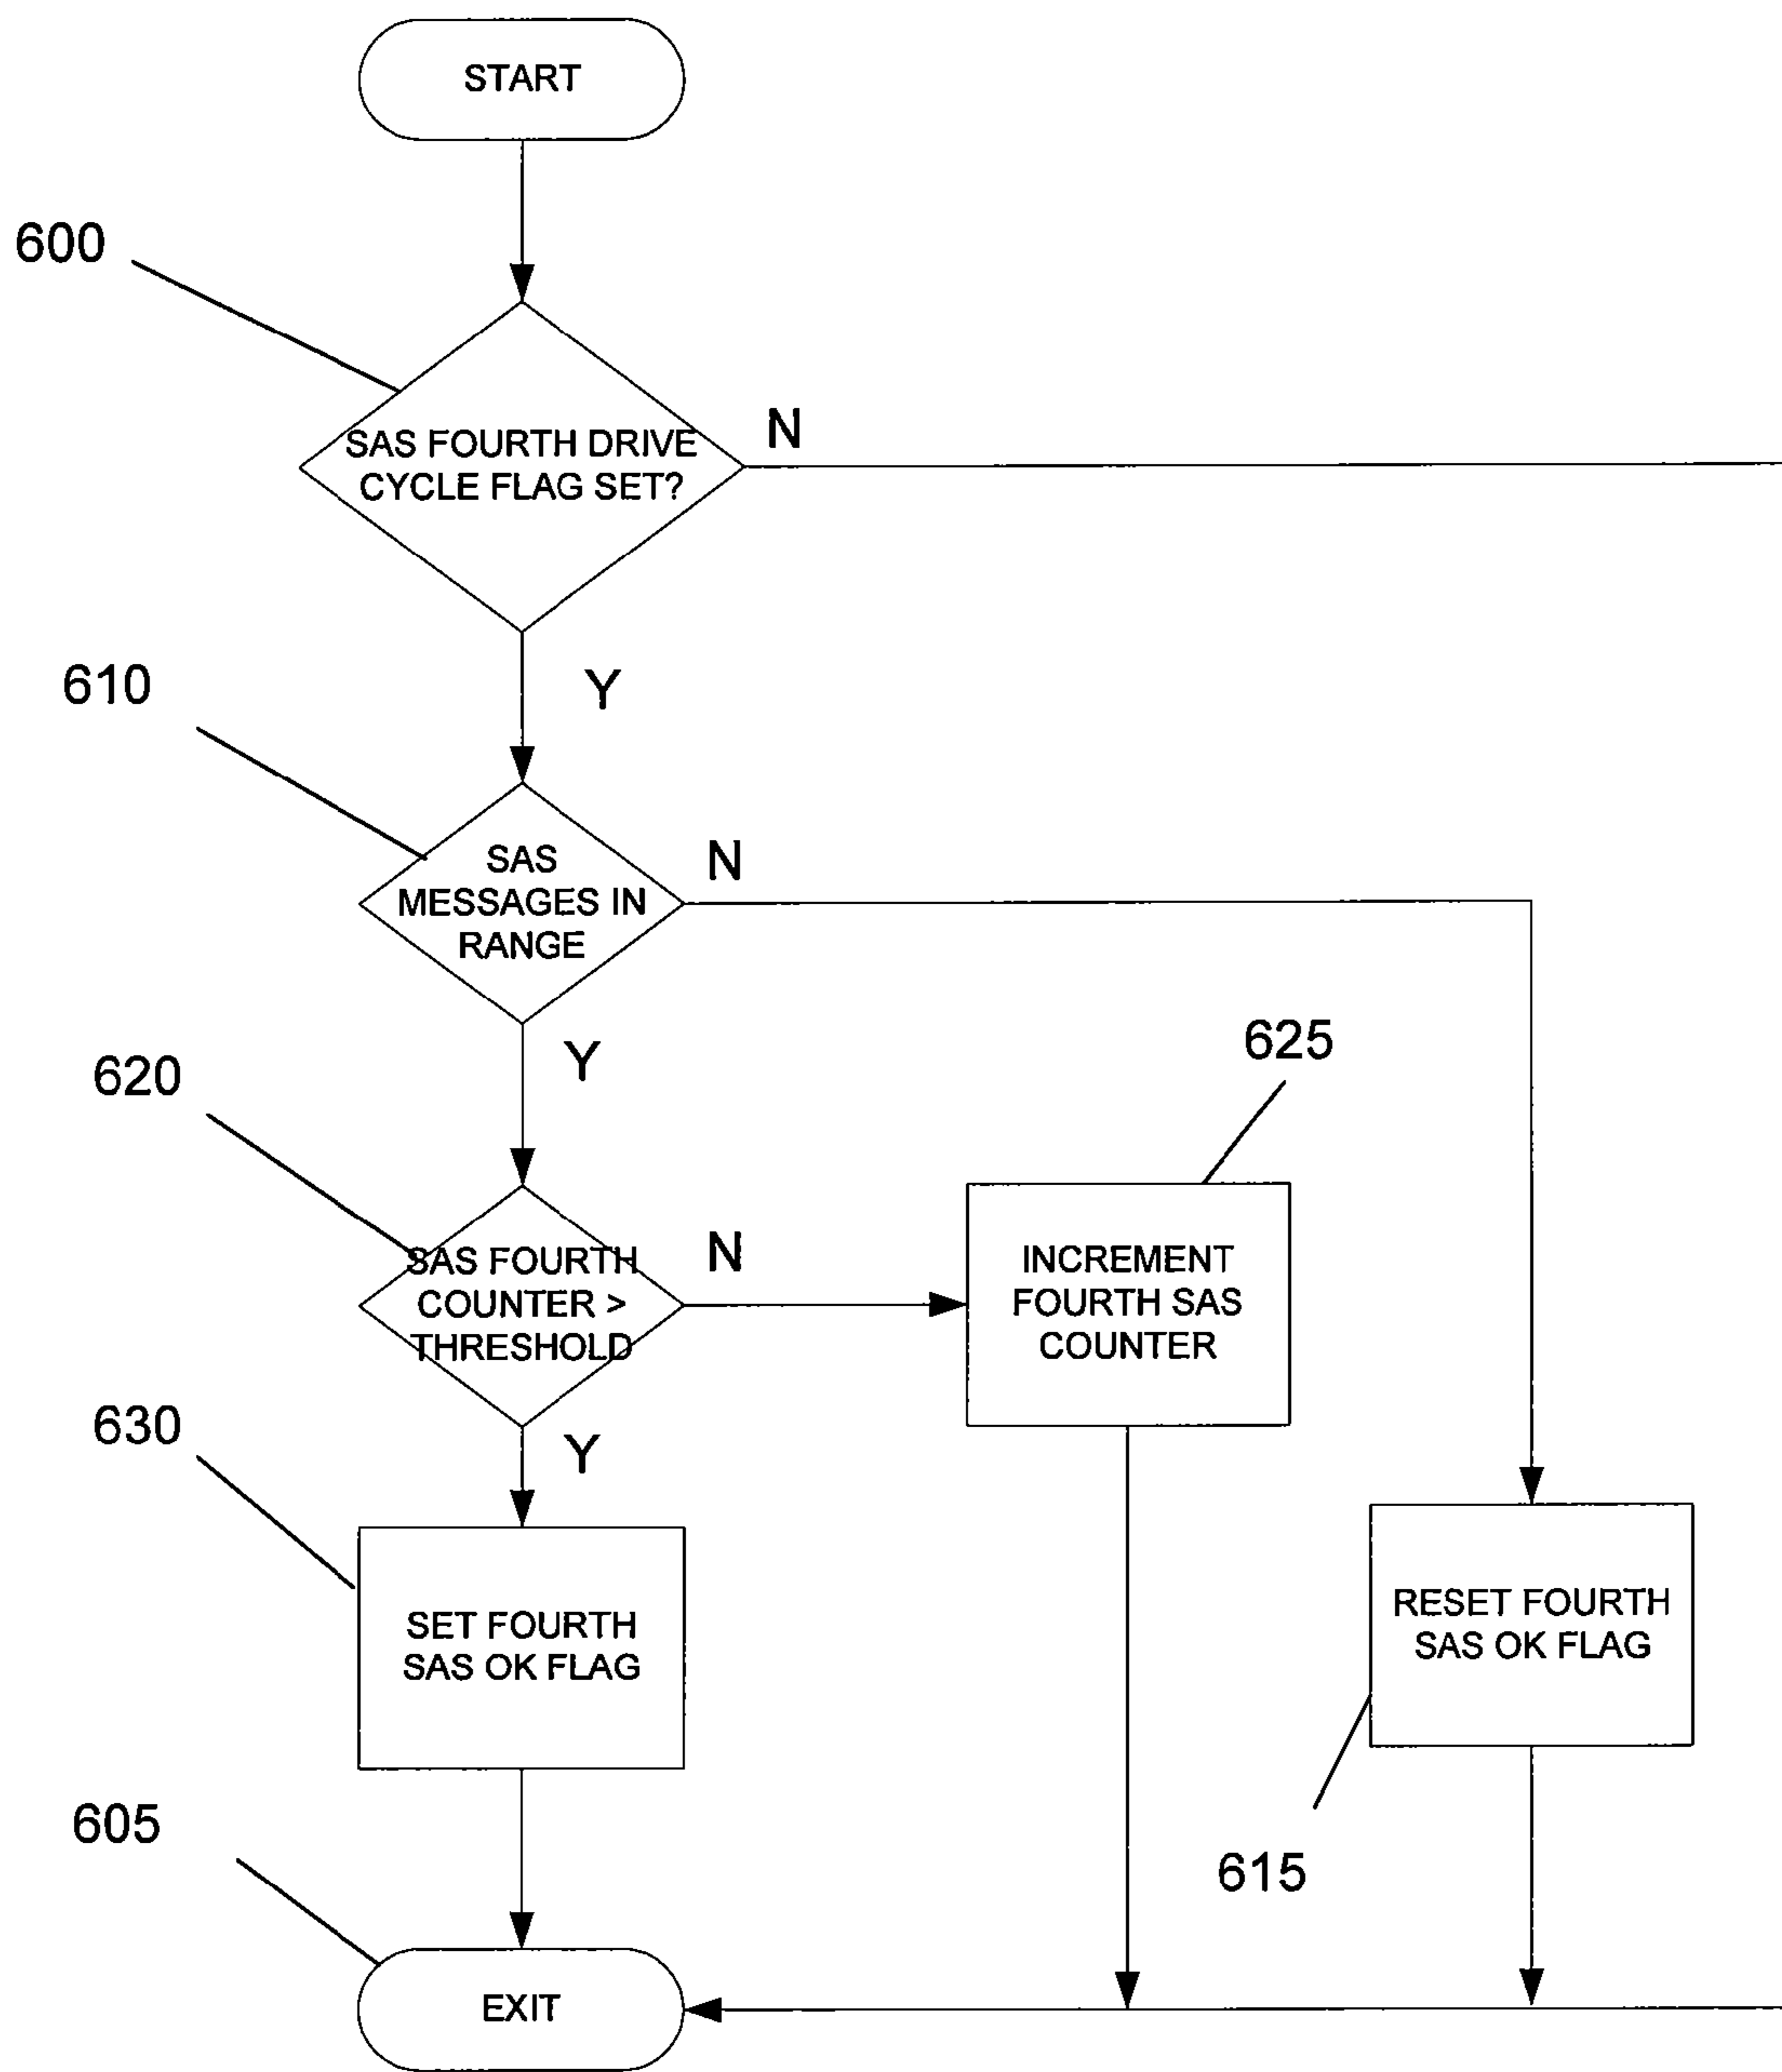 START
600
SAS FOURTH DRIVE
CYCLE FLAG SET?
N
Y
610
SAS
MESSAGES IN
RANGE
N
Y
620
SAS FOURTH
COUNTER >
THRESHOLD
N
625
INCREMENT
FOURTH SAS
COUNTER
Y
630
SET FOURTH
SAS OK FLAG
RESET FOURTH
SAS OK FLAG
615
605
EXIT